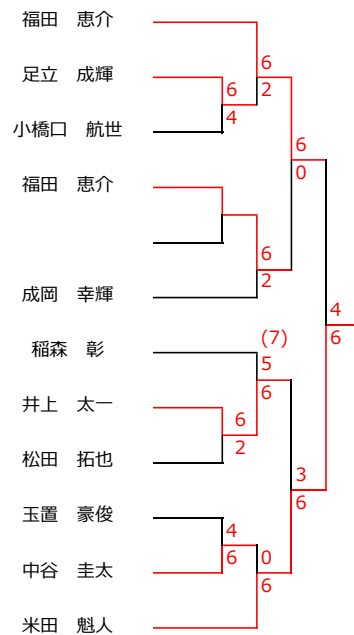 福田　恵介
足立　成輝
6
6
2
4
小橋口　航世
6
0
福田　恵介
6
2
成岡　幸輝
4
6
(7)
5
6
稲森　彰
井上　太一
6
2
松田　拓也
3
6
玉置　豪俊
4
6
0
6
中谷　圭太
米田　魁人